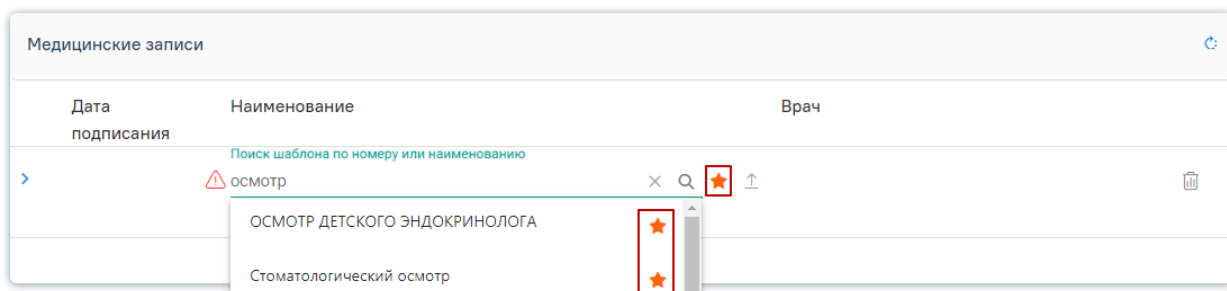 Медицинские записи
Дата подписания
Наименование
Врач
Поиск шаблона по номеру или наименованию
осмотр
ОСМОТР ДЕТСКОГО ЭНДОКРИНОЛОГА
Стоматологический осмотр